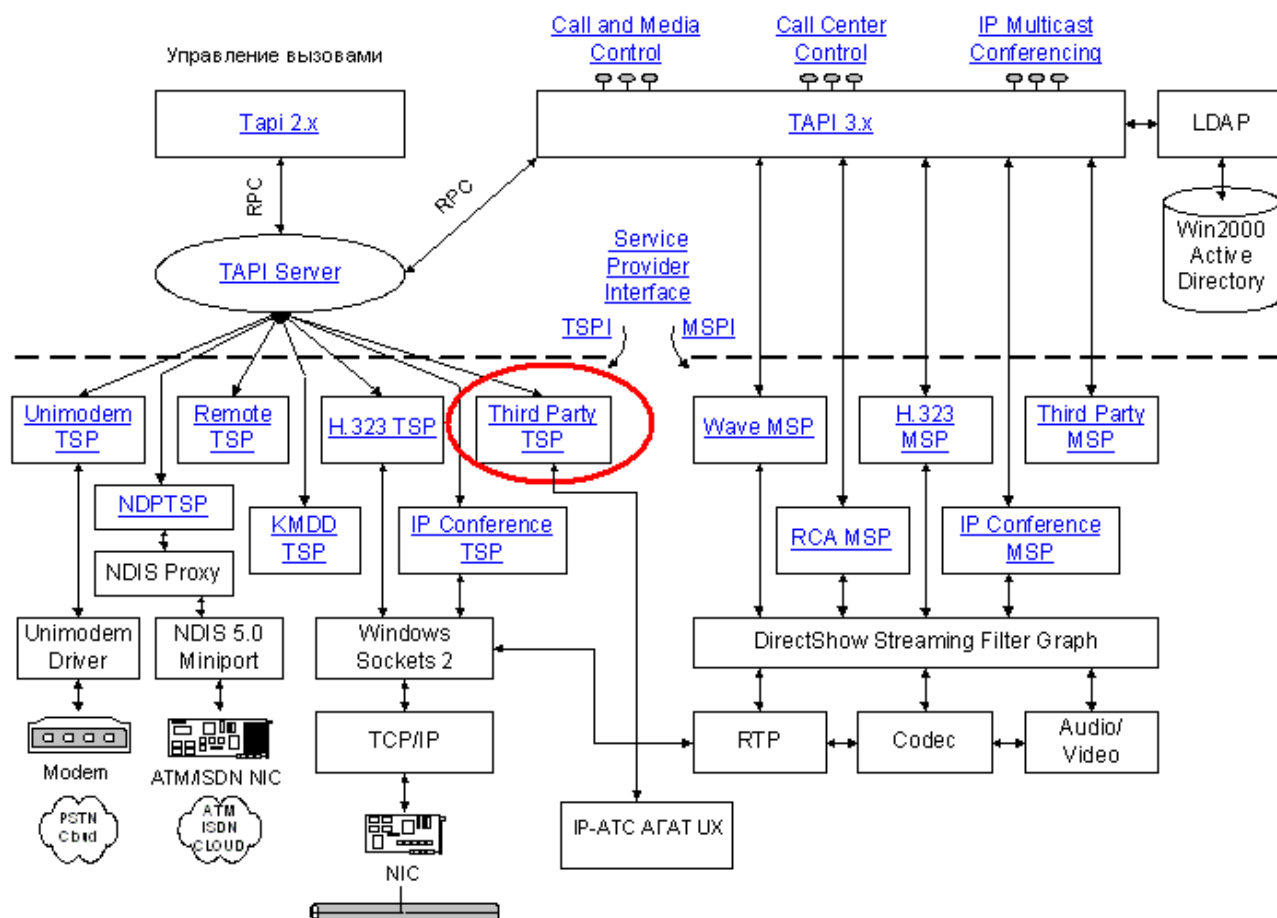 Call and Media
Control
Call Center
Control
IP Multicast
Conferencing
Управление вызовами
Tapi 2.x
TAPI 3.x
LDAP
RPC
RPC
Win2000
Active
Directory
TAPI Server
Service
Provider
Interface
TSPI
MSPI
Unimodem
TSP
Remote
TSP
H.323 TSP
Third Party
TSP
Wave MSP
H.323
MSP
Third Party
MSP
NDPTSP
KMDD
TSP
IP Conference
TSP
RCA MSP
IP Conference
MSP
NDIS Proxy
Unimodem
Driver
NDIS 5.0
Miniport
Windows
Sockets 2
DirectShow Streaming Filter Graph
TCP/IP
RTP
Codec
Audio/
Video
Modem
ATM/ISDN NIC
PSTN
ATM
ISDN
CLOUD
IP-АТС АГАТ UX
NIC